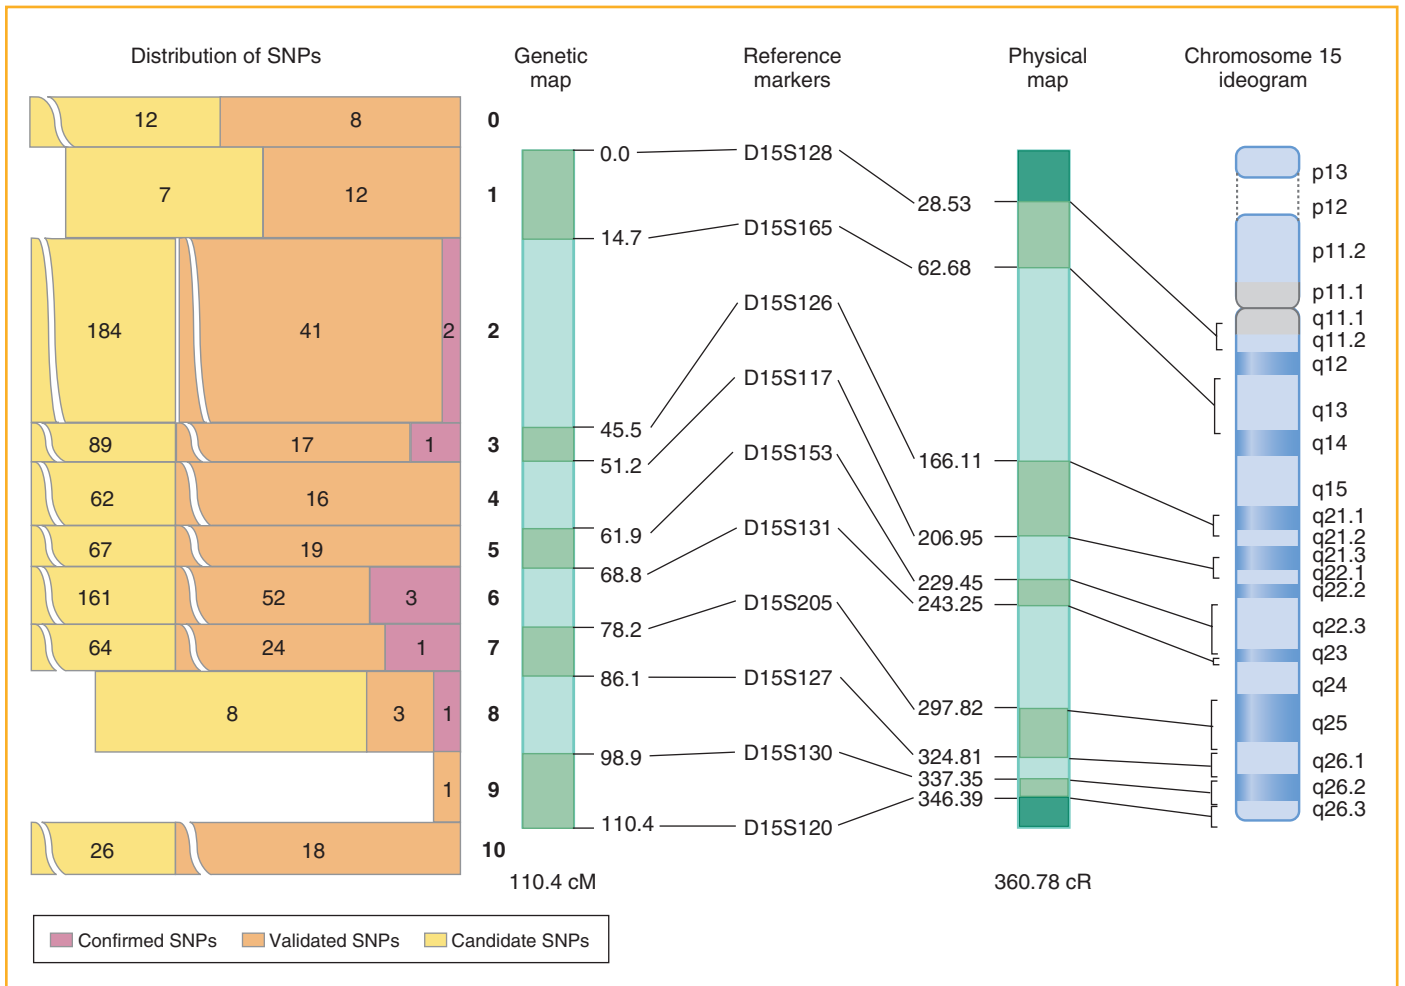 Distribution of SNPs
Genetic
map
Reference
markers
Physical
map
Chromosome 15
ideogram
12 8 0
7 12 1
184 41 2 2
89 17 1 3
62 16 4
67 19 5
161 52 3 6
64 24 1 7
8 3 1 8
1 9
26 18 10
0.0
14.7
45.5
51.2
61.9
68.8
78.2
86.1
98.9
110.4
110.4 cM
D15S128
D15S165
D15S126
D15S117
D15S153
D15S131
D15S205
D15S127
D15S130
D15S120
28.53
62.68
166.11
206.95
229.45
243.25
297.82
324.81
337.35
346.39
360.78 cR
p13
p12
p11.2
p11.1
q11.1
q11.2
q12
q13
q14
q15
q21.1
q21.2
q21.3
q22.1
q22.2
q22.3
q23
q24
q25
q26.1
q26.2
q26.3
Confirmed SNPs Validated SNPs Candidate SNPs